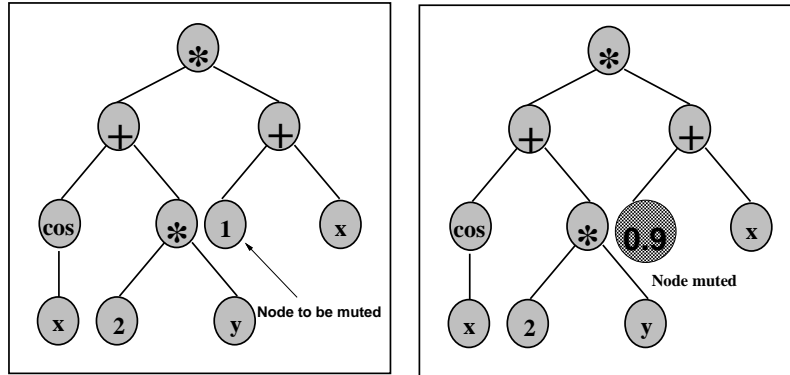 *
+ +
cos * 1 x
Node to be muted
x 2 y
*
+ +
cos * 0.9 x
Node muted
x 2 y